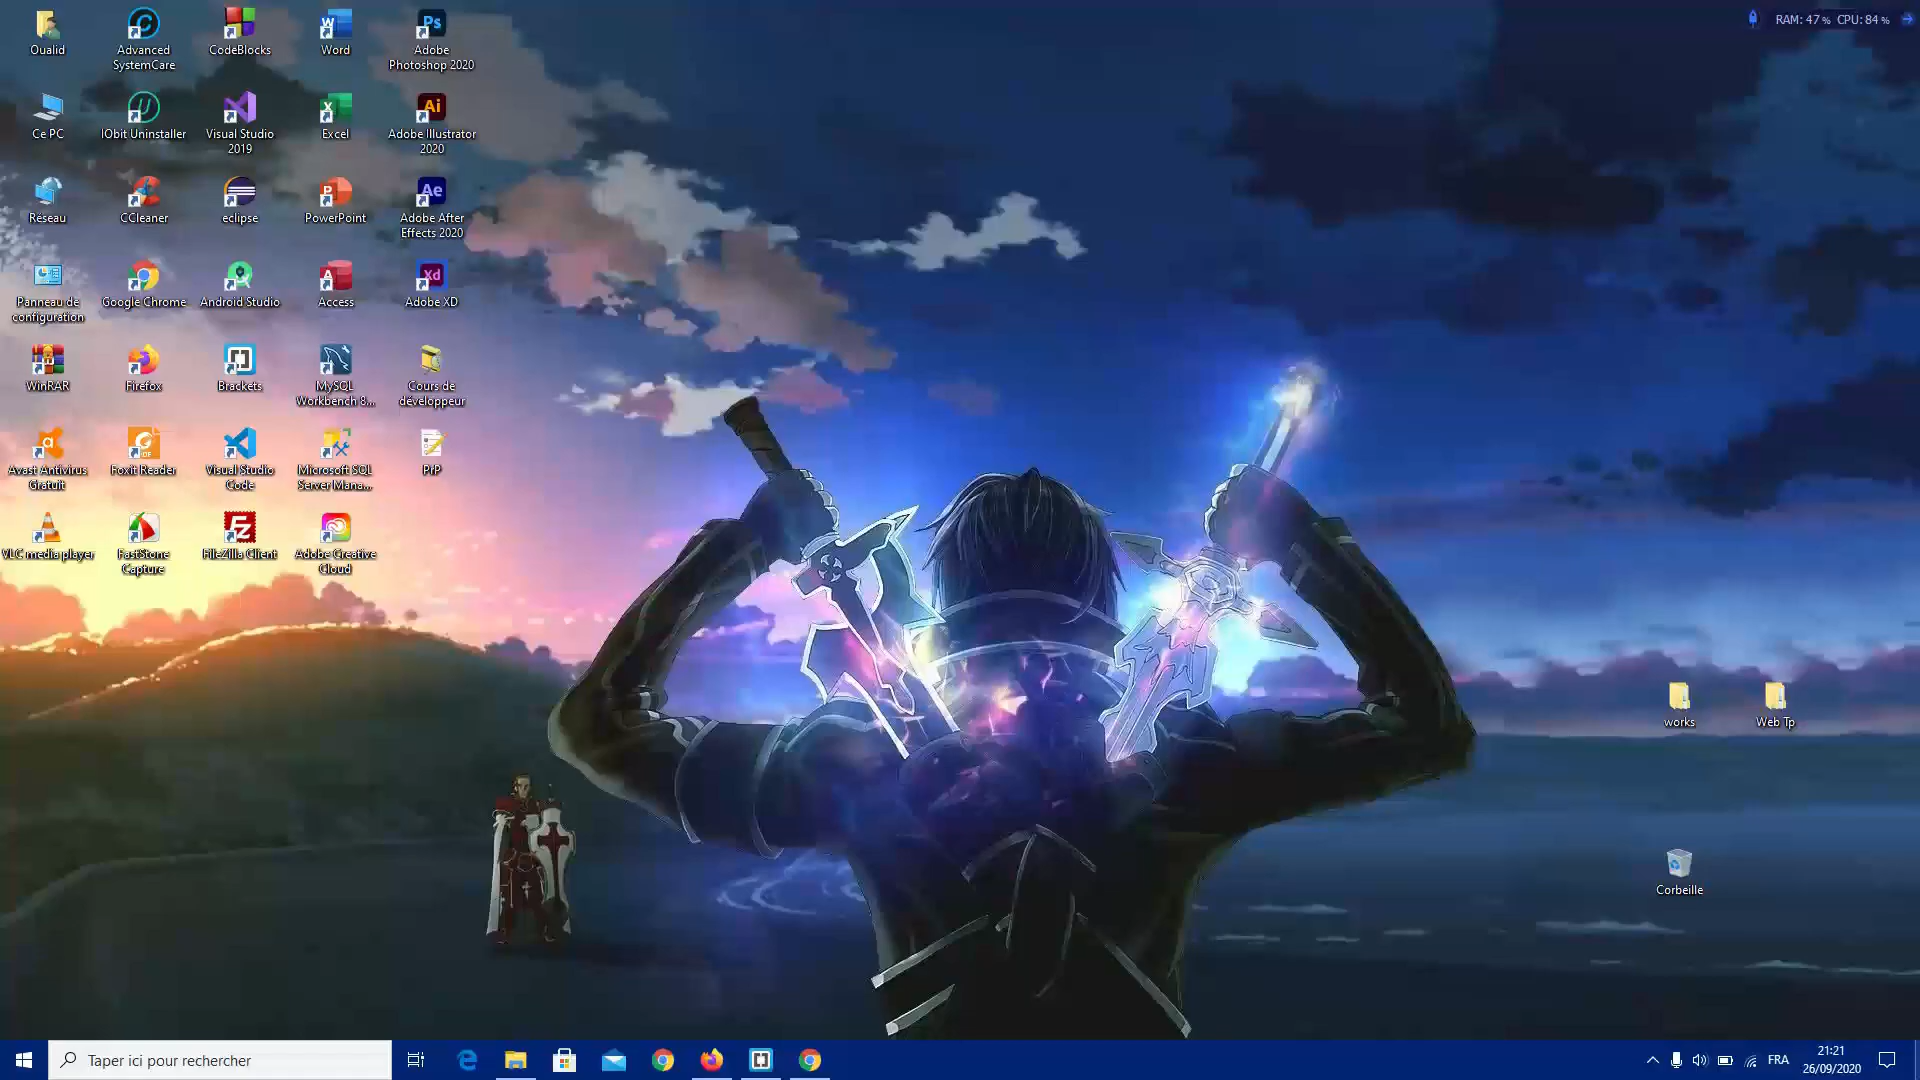 RAM: 47 % CPU: 84 %
Oualid
Advanced
SystemCare
CodeBlocks
Word
Adobe
Photoshop 2020
Ce PC
IObit Uninstaller
Visual Studio
2019
Excel
Adobe Illustrator
2020
Réseau
CCleaner
eclipse
PowerPoint
Adobe After
Effects 2020
Panneau de
configuration
Google Chrome
Android Studio
Access
Adobe XD
WinRAR
Firefox
Brackets
MySQL
Workbench 8...
Cours de
développeur
Avast Antivirus
Gratuit
Foxit Reader
Visual Studio
Code
Microsoft SQL
Server Mana...
PrP
VLC media player
FastStone
Capture
FileZilla Client
Adobe Creative
Cloud
works
Web Tp
Corbeille
Taper ici pour rechercher
FRA
21:21
26/09/2020